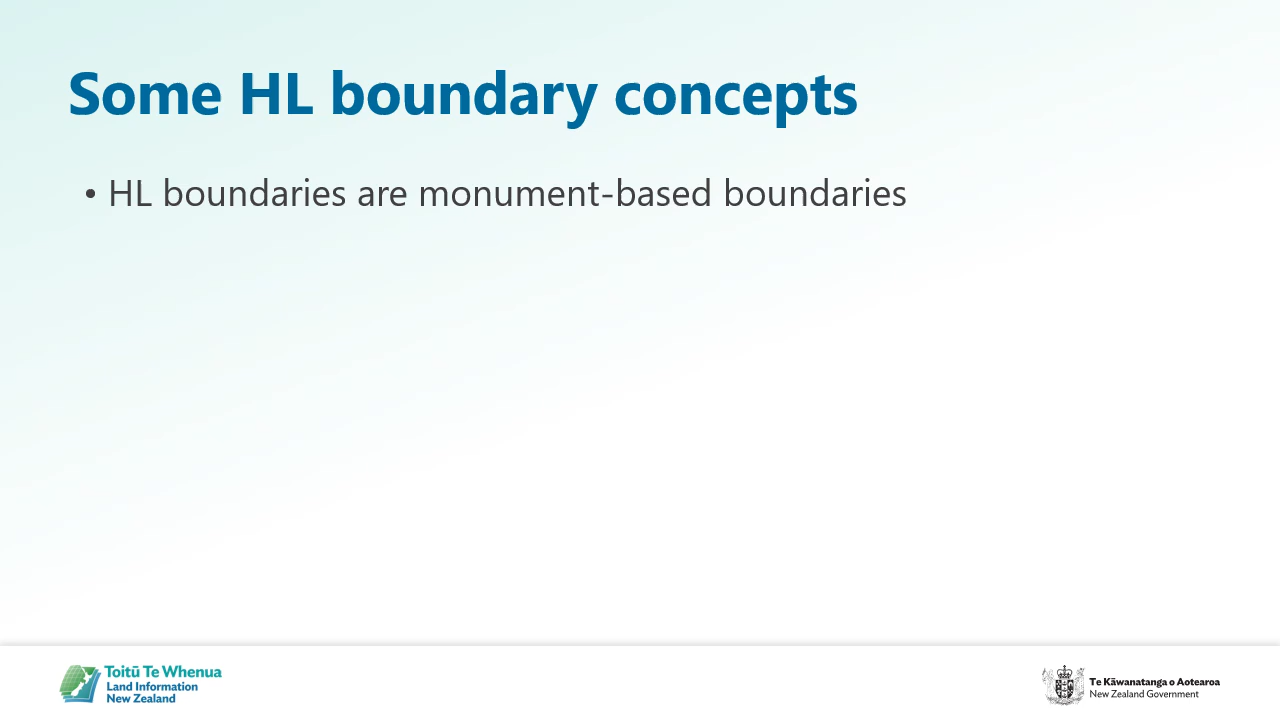 Some HL boundary concepts
• HL boundaries are monument-based boundaries
Toitū Te Whenua
Land Information
New Zealand
Te Kāwanatanga o Aotearoa
New Zealand Government